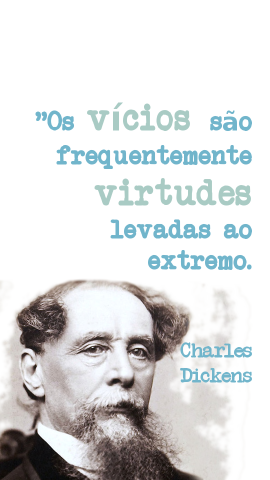 "Os vícios são
frequentemente
virtudes
levadas ao
extremo.
Charles
Dickens